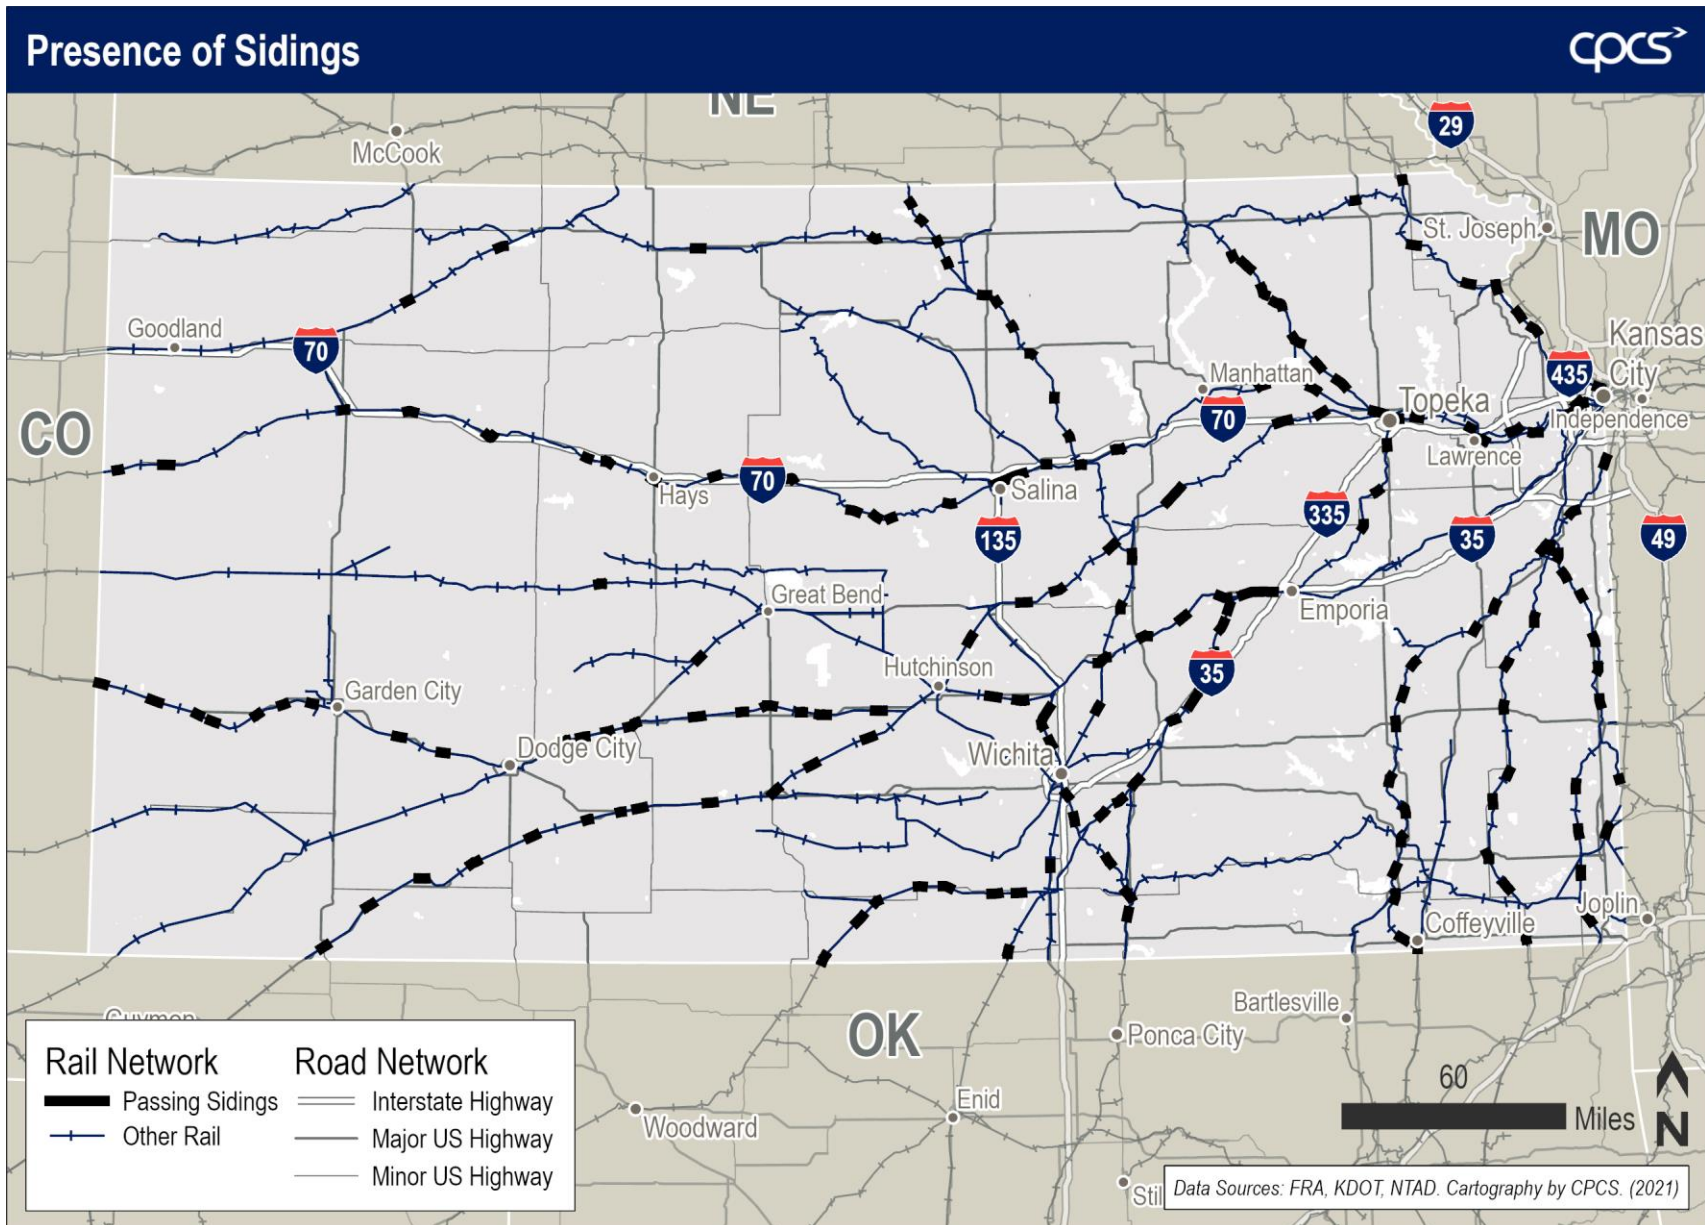 Presence of Sidings
cpcs
NE
29
McCook
St. Joseph
MO
Goodland
70
Kansas
City
435
Manhattan
Topeka
70
Independence
CO
Lawrence
Hays
70
Salina
335
135
35
49
Great Bend
Emporia
Hutchinson
35
Garden City
Dodge City
Wichita
Joplin
Coffeyville
Guymon
Bartlesville
OK
Ponca City
60
Miles
N
Enid
Woodward
Stil
Rail Network
Passing Sidings
Other Rail
Road Network
Interstate Highway
Major US Highway
Minor US Highway
Data Sources: FRA, KDOT, NTAD. Cartography by CPCS. (2021)